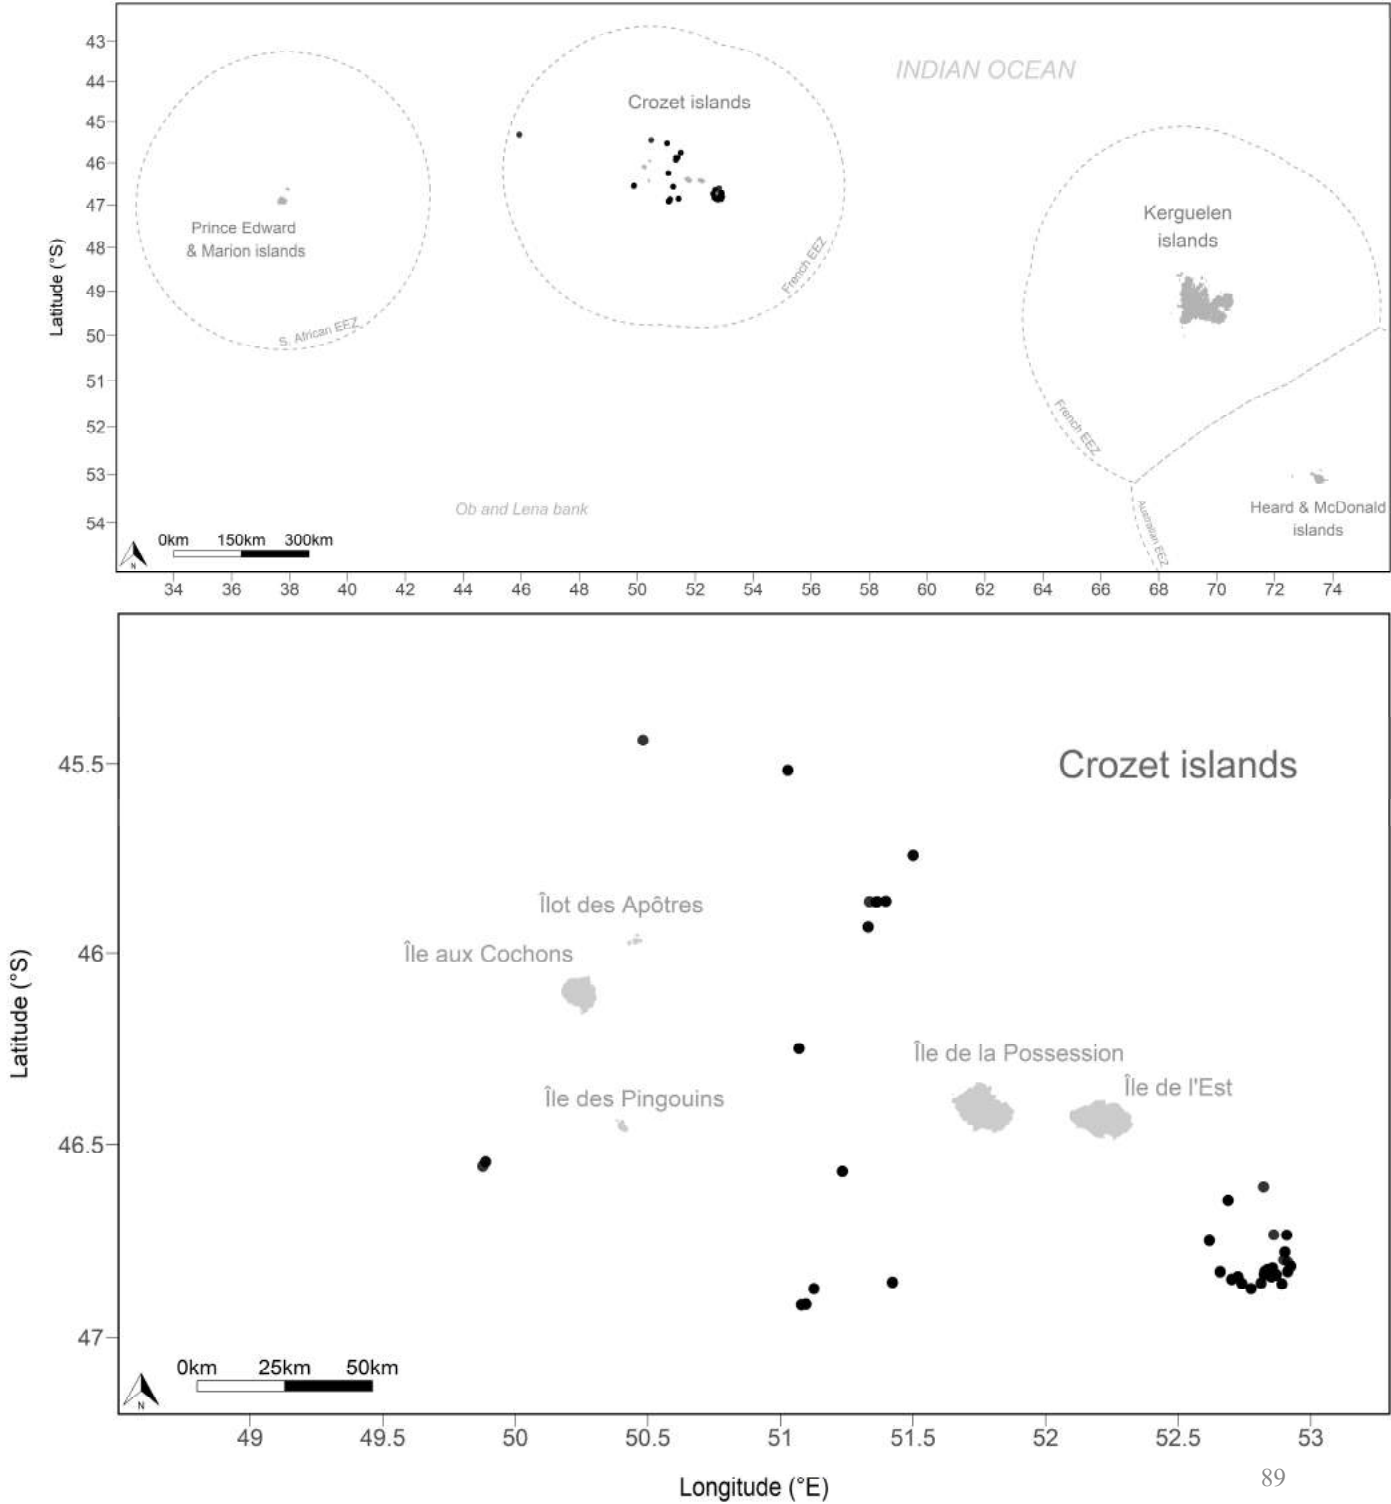 43
INDIAN OCEAN
44
Crozet islands
45
46
47
Prince Edward
& Marion islands
Kerguelen
islands
48
French EEZ
Latitude (°S)
49
50
S. African EEZ
51
French EEZ
52
53
Ob and Lena bank
Heard & McDonald
islands
54
Australian EEZ
0km 150km 300km
N
34 36 38 40 42 44 46 48 50 52 54 56 58 60 62 64 66 68 70 72 74
45.5
Crozet islands
Îlot des Apôtres
46
Île aux Cochons
Latitude (°S)
Île de la Possession
Île de l'Est
Île des Pingouins
46.5
47
0km 25km 50km
N
49 49.5 50 50.5 51 51.5 52 52.5 53
Longitude (°E)
89